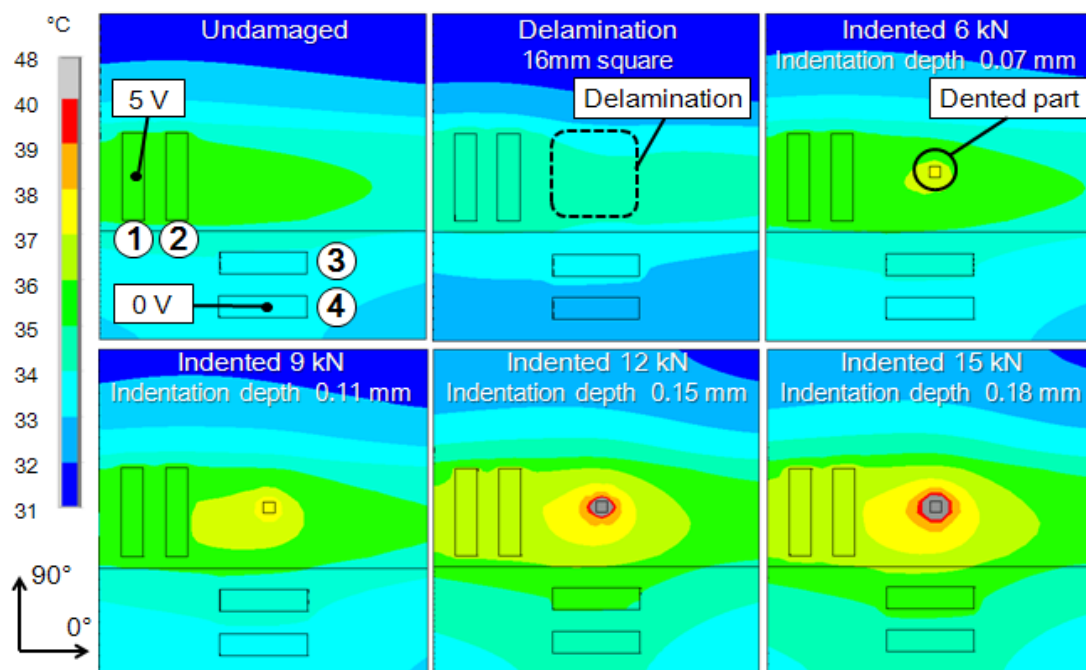 °C
48
40
39
38
37
36
35
34
33
32
31
Undamaged
5 V
1 2
3
0 V
4
Delamination
16mm square
Delamination
Indented 6 kN
Indentation depth 0.07 mm
Dented part
Indented 9 kN
Indentation depth 0.11 mm
Indented 12 kN
Indentation depth 0.15 mm
Indented 15 kN
Indentation depth 0.18 mm
90°
0°